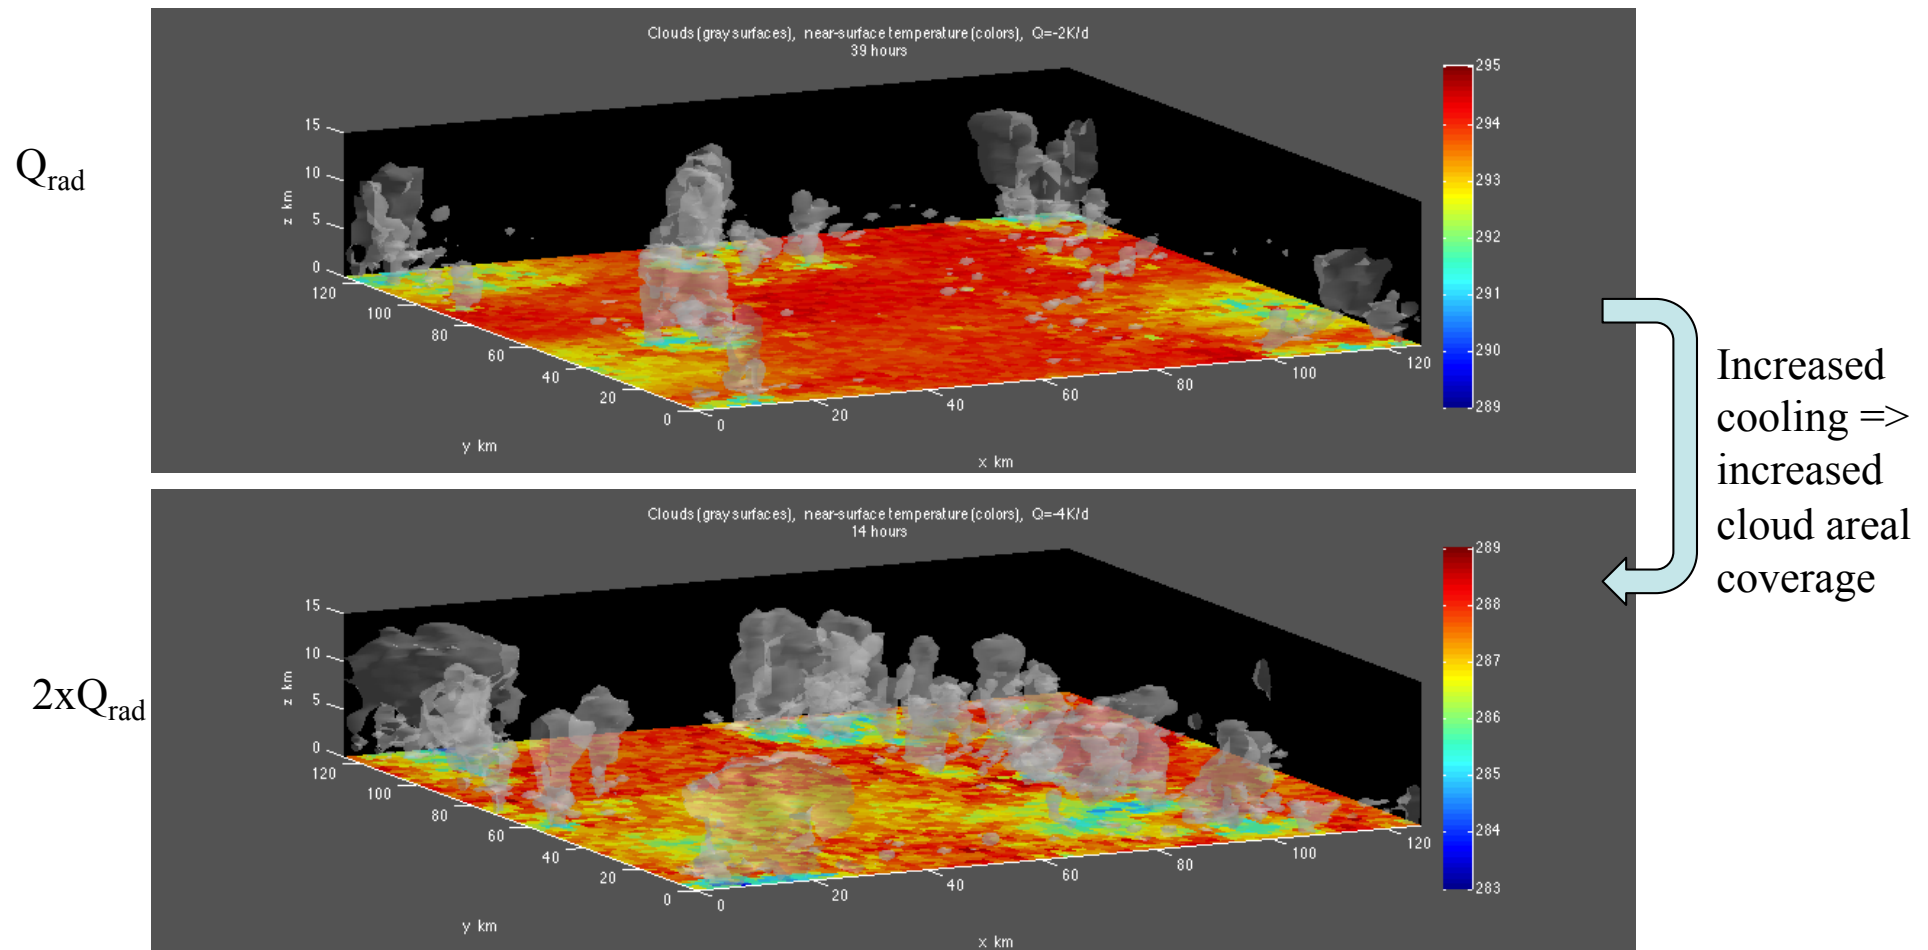 Clouds (gray surfaces), near-surface temperature (colors), Q=-2K/d
39 hours
Q_rad
15
10
5
0
z km
120
100
80
60
40
20
0
y km
0
20
40
60
80
100
120
x km
295
294
293
292
291
290
289
Increased
cooling =>
increased
cloud areal
coverage
Clouds (gray surfaces), near-surface temperature (colors), Q=-4K/d
14 hours
2xQ_rad
15
10
5
0
z km
120
100
80
60
40
20
0
y km
0
20
40
60
80
100
120
x km
289
288
287
286
285
284
283